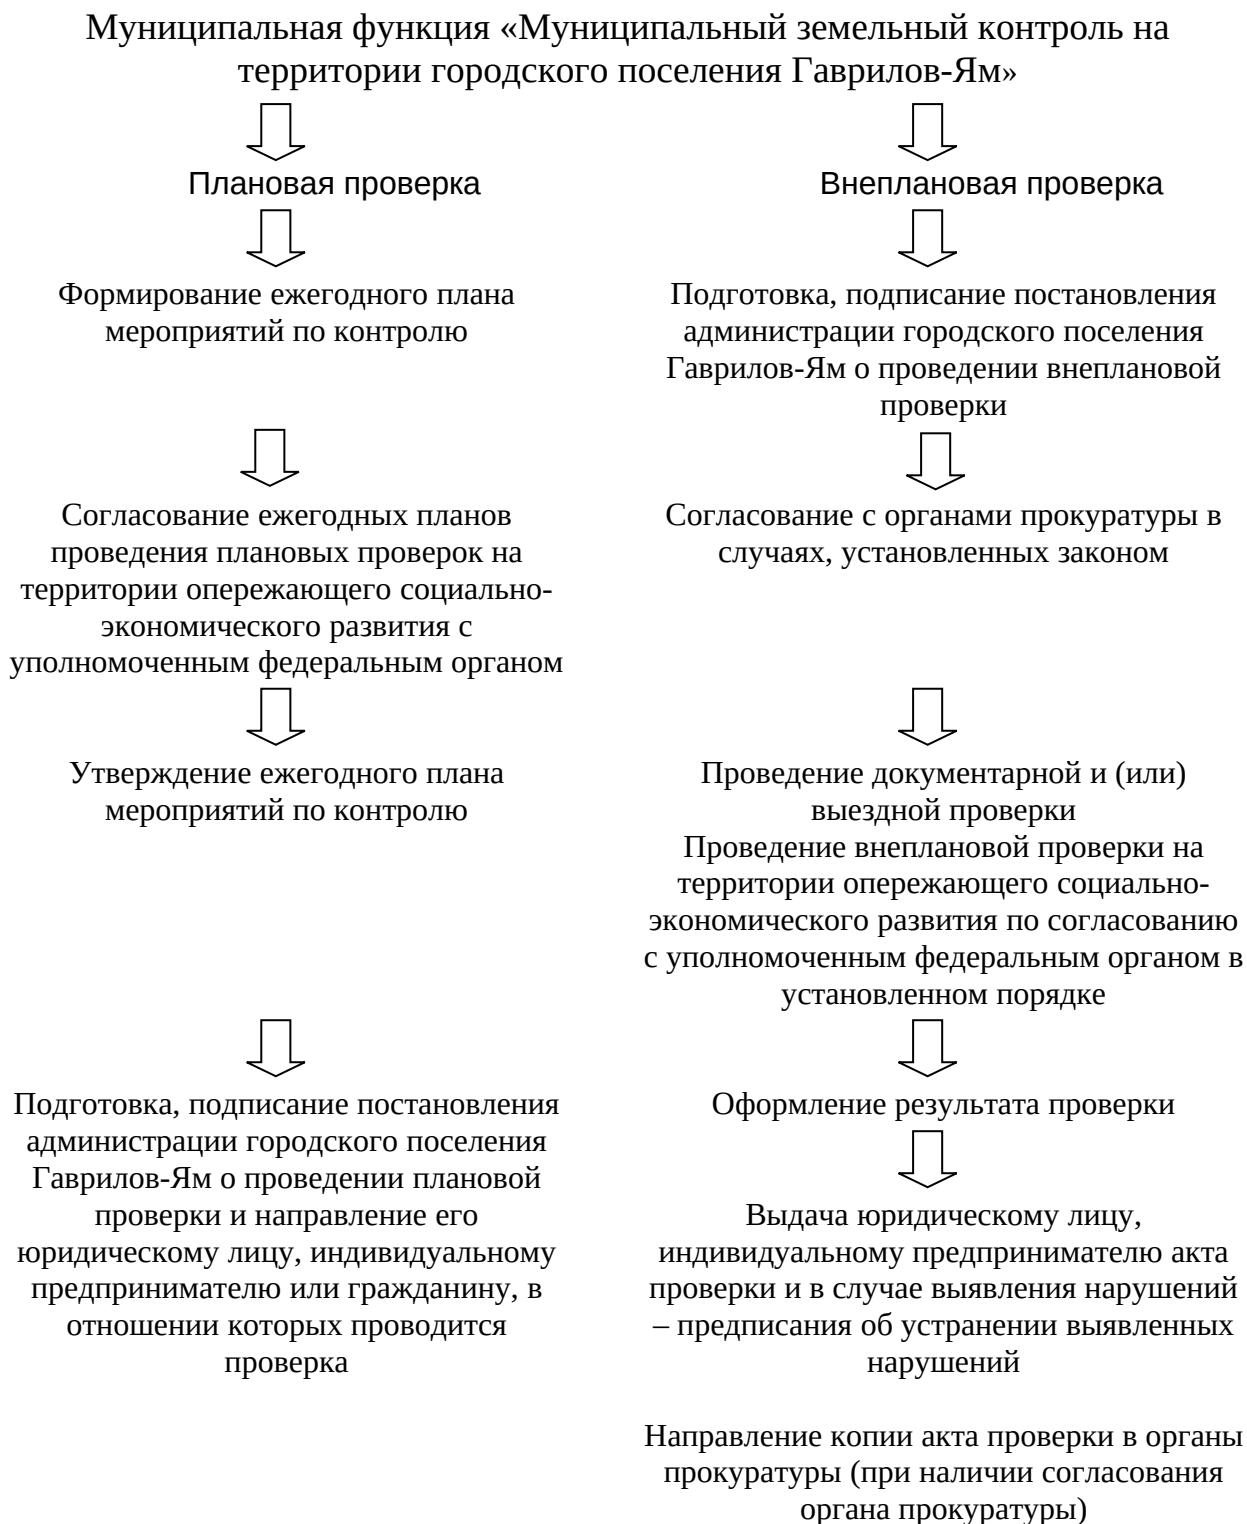 Муниципальная функция «Муниципальный земельный контроль на
территории городского поселения Гаврилов-Ям»
Плановая проверка
Внеплановая проверка
Формирование ежегодного плана
мероприятий по контролю
Подготовка, подписание постановления
администрации городского поселения
Гаврилов-Ям о проведении внеплановой
проверки
Согласование ежегодных планов
проведения плановых проверок на
территории опережающего социально-
экономического развития с
уполномоченным федеральным органом
Согласование с органами прокуратуры в
случаях, установленных законом
Утверждение ежегодного плана
мероприятий по контролю
Проведение документарной и (или)
выездной проверки
Проведение внеплановой проверки на
территории опережающего социально-
экономического развития по согласованию
с уполномоченным федеральным органом в
установленном порядке
Подготовка, подписание постановления
администрации городского поселения
Гаврилов-Ям о проведении плановой
проверки и направление его
юридическому лицу, индивидуальному
предпринимателю или гражданину, в
отношении которых проводится
проверка
Оформление результата проверки
Выдача юридическому лицу,
индивидуальному предпринимателю акта
проверки и в случае выявления нарушений
– предписания об устранении выявленных
нарушений
Направление копии акта проверки в органы
прокуратуры (при наличии согласования
органа прокуратуры)